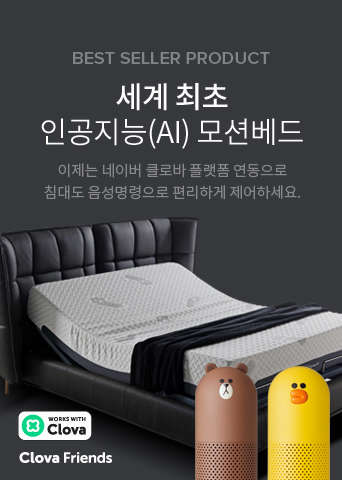 BEST SELLER PRODUCT
세계 최초
인공지능(AI) 모션베드
이제는 네이버 클로바 플랫폼 연동으로
침대도 음성명령으로 편리하게 제어하세요.
WORKS WITH
Clova
Clova Friends